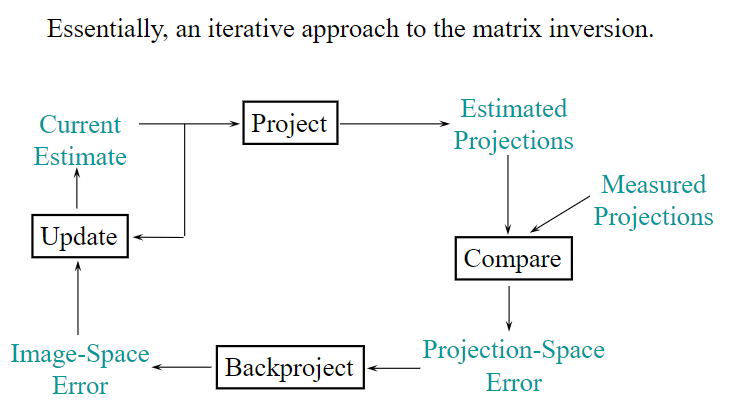 Essentially, an iterative approach to the matrix inversion.
Current
Estimate
Project
Estimated
Projections
Measured
Projections
Update
Compare
Image-Space
Error
Backproject
Projection-Space
Error